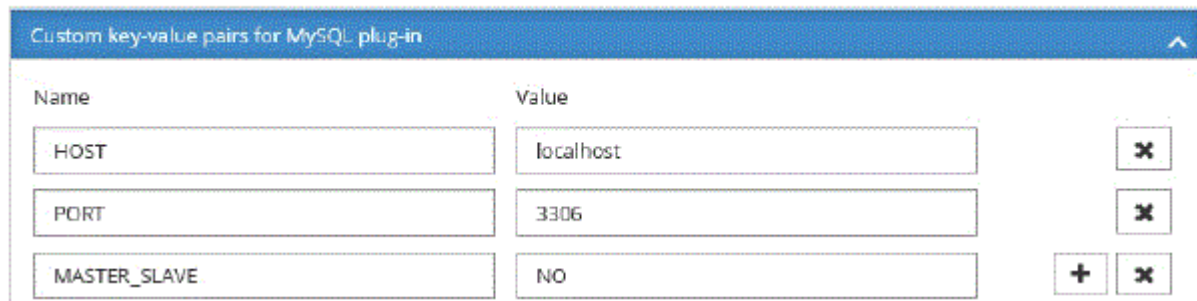 Custom key-value pairs for MySQL plug-in
Name Value
HOST localhost
PORT 3306
MASTER_SLAVE NO